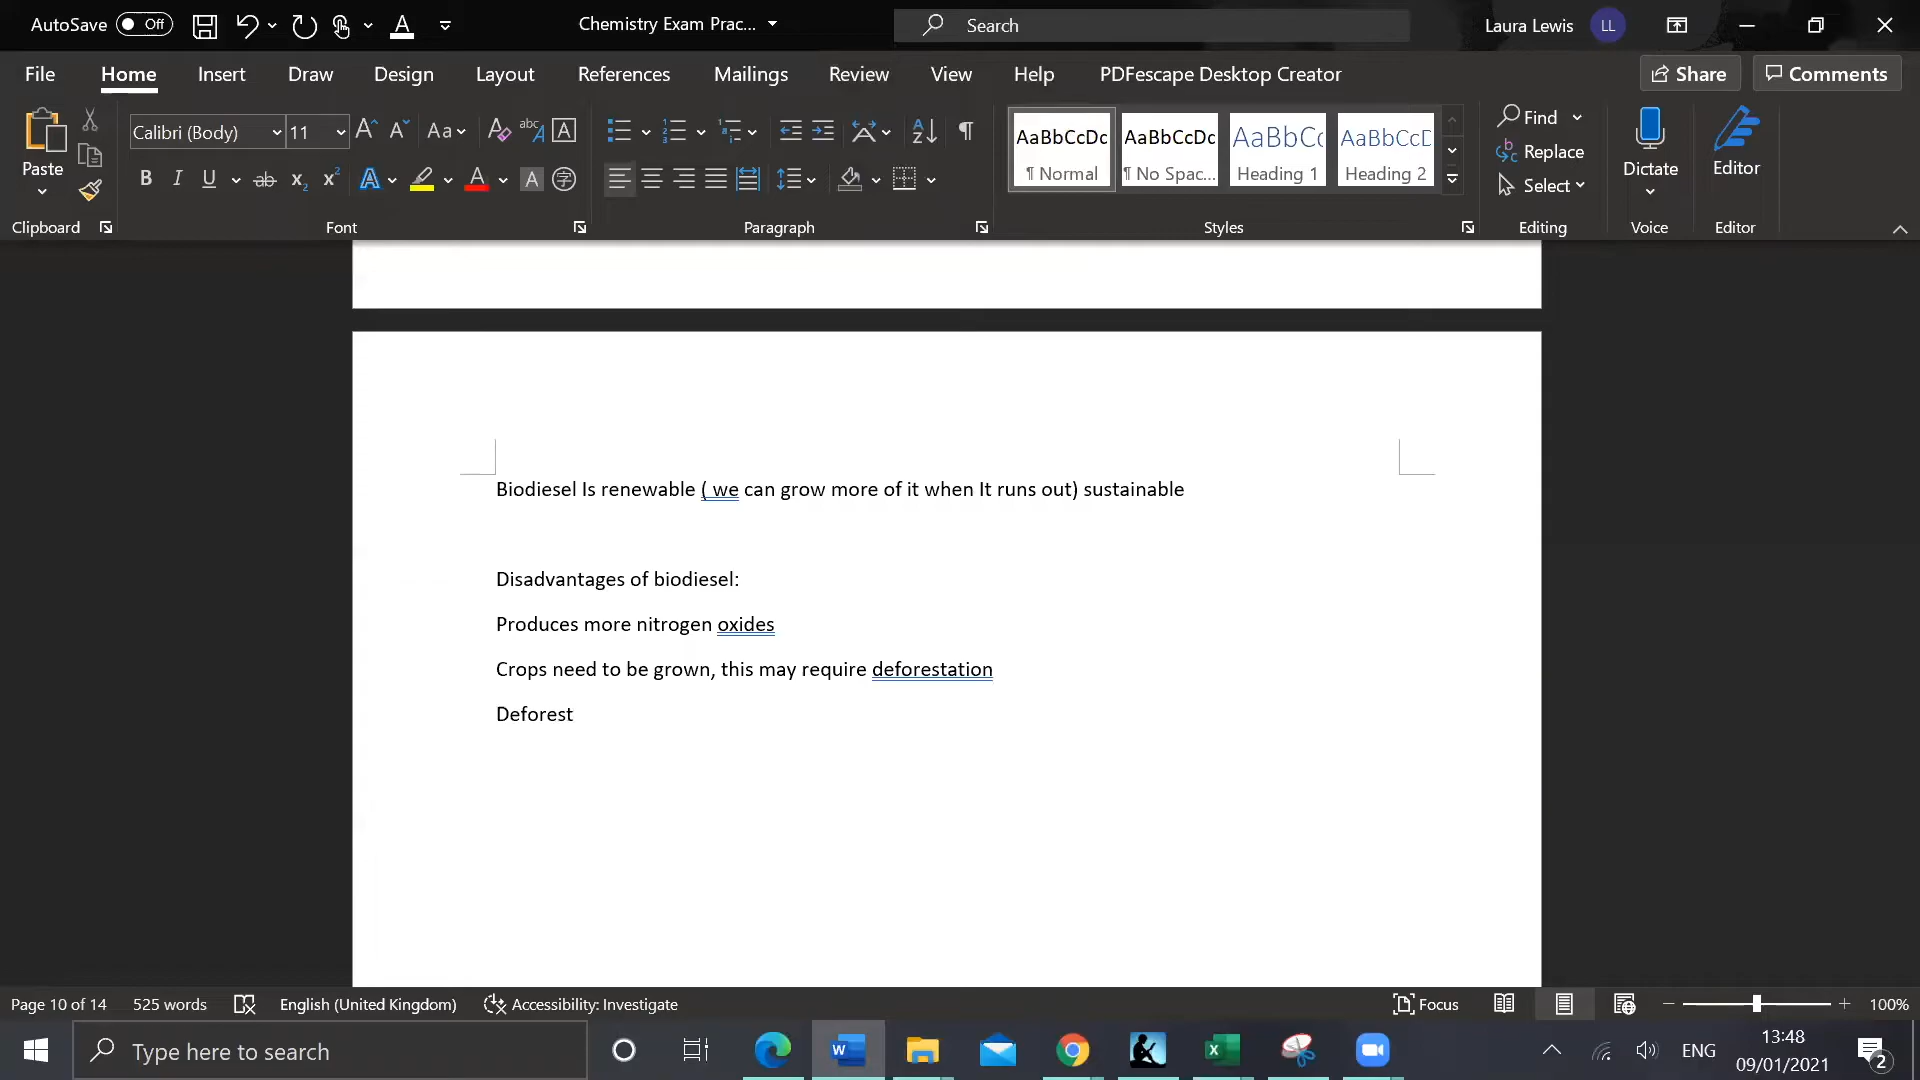 AutoSave Off Chemistry Exam Prac... Search Laura Lewis LL
File Home Insert Draw Design Layout References Mailings Review View Help PDFescape Desktop Creator Share Comments
Calibri (Body) 11 Aa AaBbCcDc AaBbCcDc AaBbCc AaBbCcD Find
Paste Dictate Editor Replace
¶ Normal ¶ No Spac... Heading 1 Heading 2 Select
Clipboard Font Paragraph Styles Editing Voice Editor
Biodiesel Is renewable ( we can grow more of it when It runs out) sustainable
Disadvantages of biodiesel:
Produces more nitrogen oxides
Crops need to be grown, this may require deforestation
Deforest
Page 10 of 14 525 words English (United Kingdom) Accessibility: Investigate Focus 100%
Type here to search ENG 13:48
09/01/2021 2